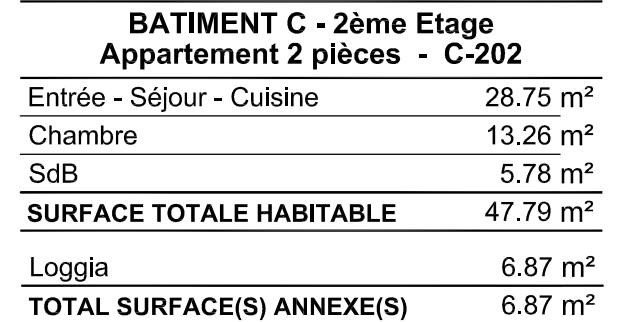 BATIMENT C - 2ème Etage
Appartement 2 pièces - C-202
Entrée - Séjour - Cuisine 28.75 m²
Chambre 13.26 m²
SdB 5.78 m²
SURFACE TOTALE HABITABLE 47.79 m²
Loggia 6.87 m²
TOTAL SURFACE(S) ANNEXE(S) 6.87 m²